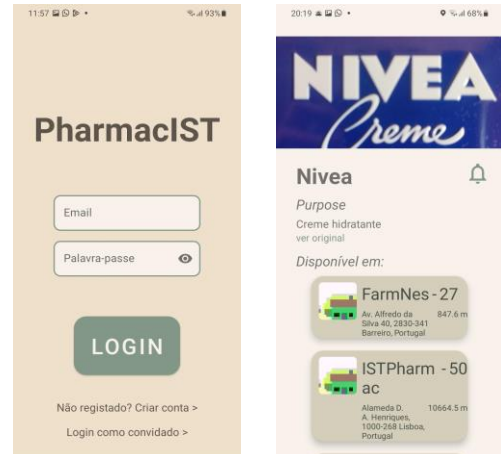 11:57
93%
PharmacIST
Email
Palavra-passe
LOGIN
Não registado? Criar conta >
Login como convidado >
20:19
68%
NIVEA
Creme
Nivea
Purpose
Creme hidratante
ver original
Disponível em:
FarmNes - 27
Av. Alfredo da 847.6 m
Silva 40, 2830-341
Barreiro, Portugal
ISTPharm - 50
ac
Alameda D. 10664.5 m
A. Henriques,
1000-268 Lisboa,
Portugal